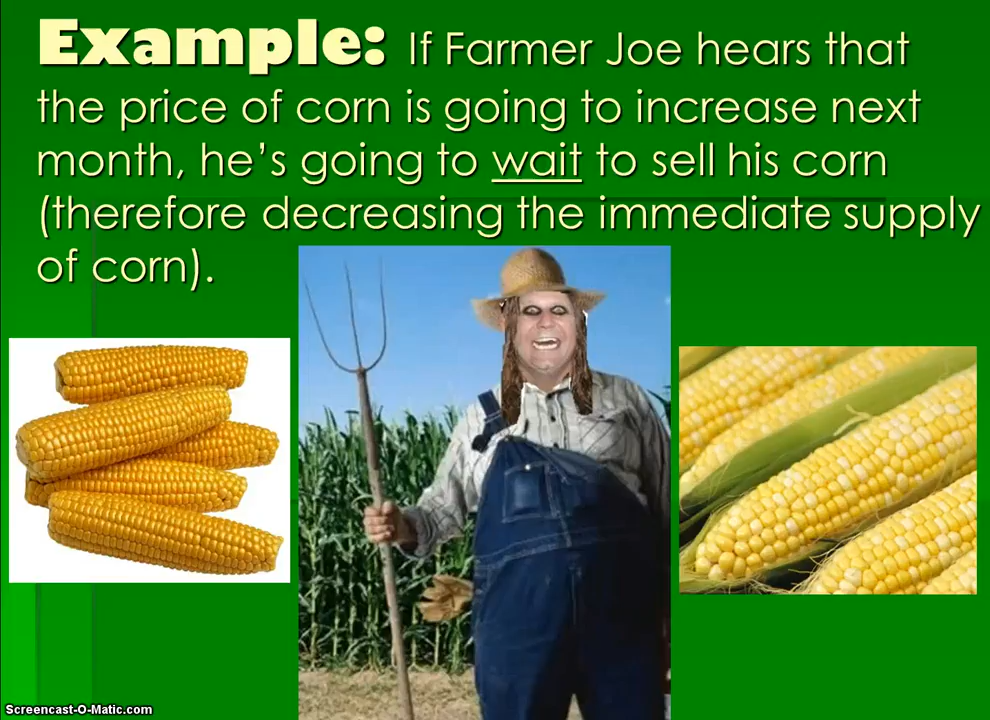 Example: If Farmer Joe hears that
the price of corn is going to increase next
month, he’s going to wait to sell his corn
(therefore decreasing the immediate supply
of corn).
Screencast-O-Matic.com